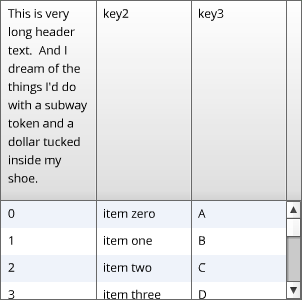 This is very
long header
text.  And I
dream of the
things I'd do
with a subway
token and a
dollar tucked
inside my
shoe.
key2
key3
0 item zero A
1 item one B
2 item two C
3 item three D